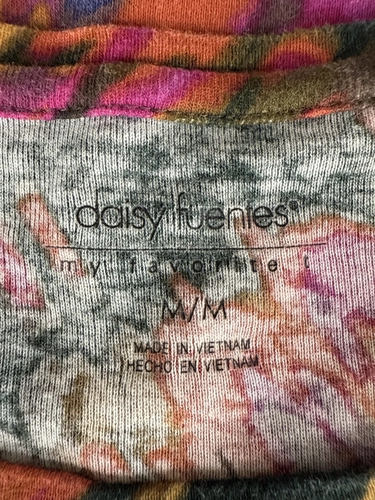 daisy fuentes®
my favorite t
M/M
MADE IN VIETNAM
HECHO EN VIETNAM